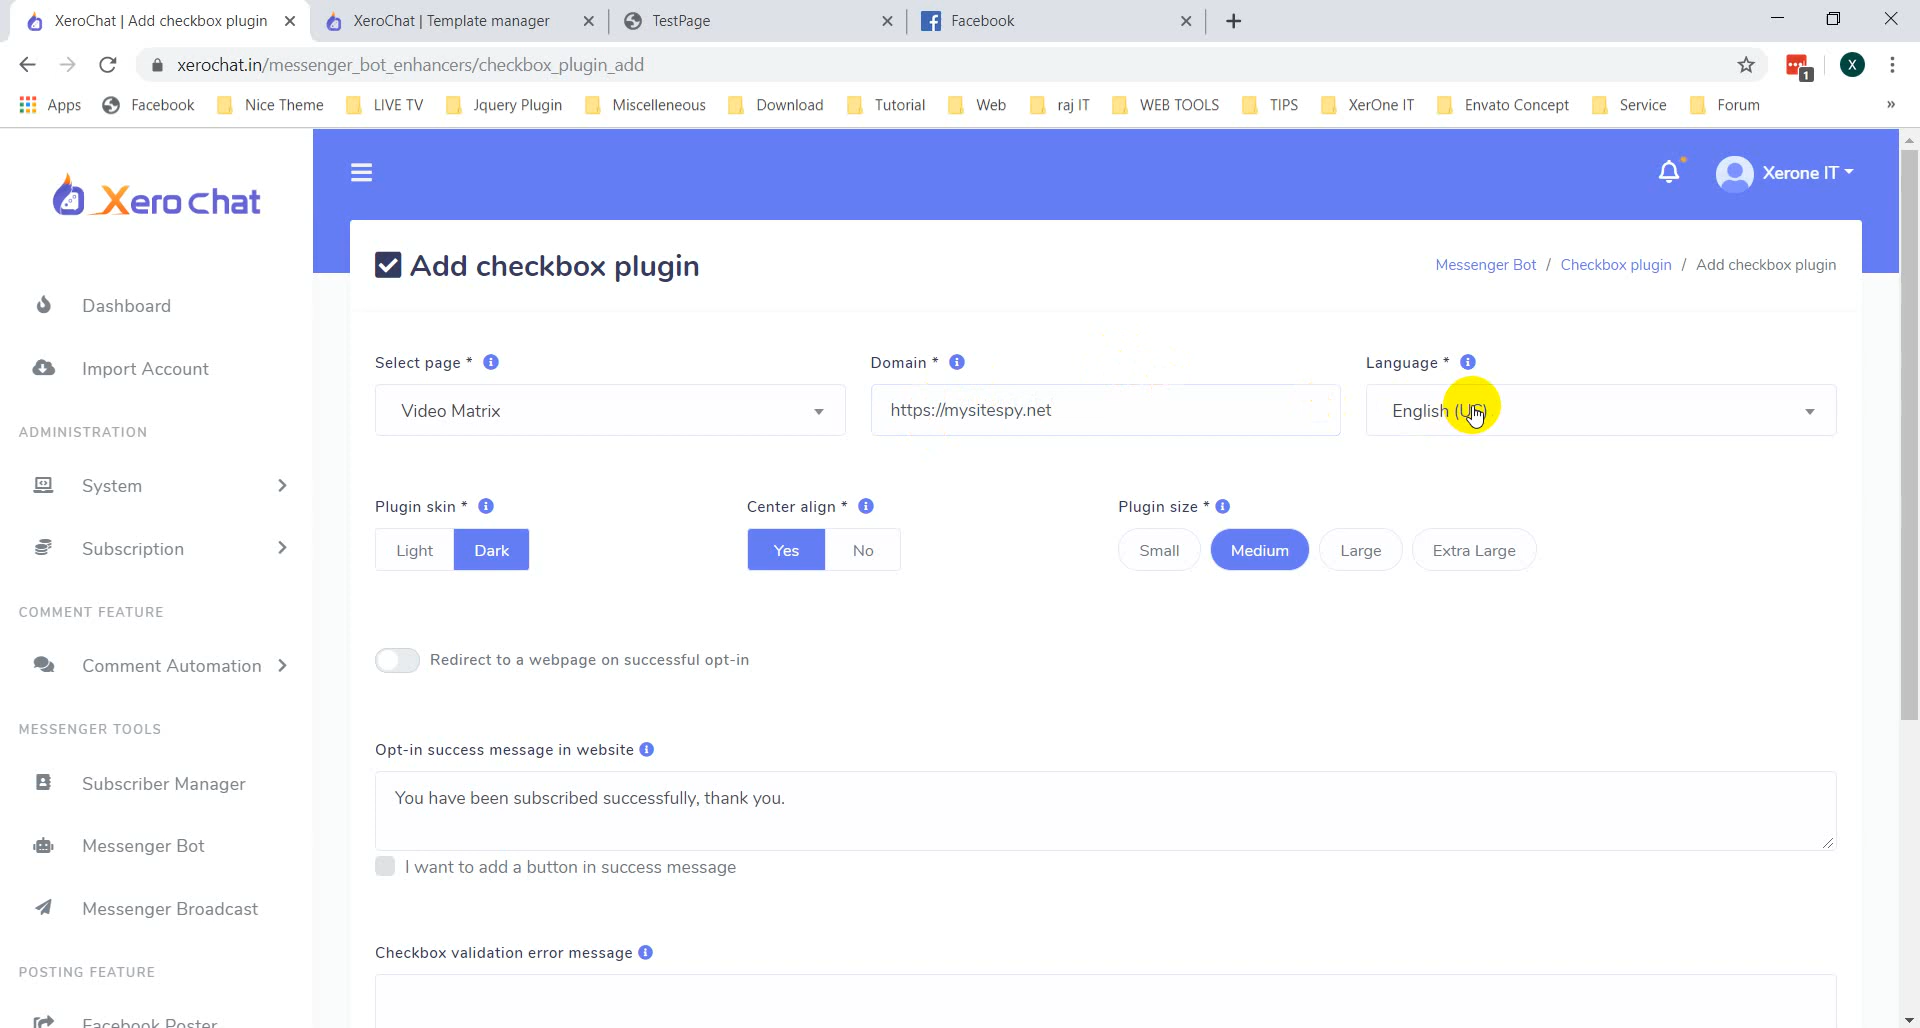 XeroChat | Add checkbox plugin
XeroChat | Template manager
TestPage
Facebook
xerochat.in/messenger_bot_enhancers/checkbox_plugin_add
1
X
Apps
Facebook
Nice Theme
LIVE TV
Jquery Plugin
Miscelleneous
Download
Tutorial
Web
raj IT
WEB TOOLS
TIPS
XerOne IT
Envato Concept
Service
Forum
»
Xero chat
Xerone IT
Add checkbox plugin
Messenger Bot / Checkbox plugin / Add checkbox plugin
Dashboard
Import Account
ADMINISTRATION
System
Subscription
COMMENT FEATURE
Comment Automation
MESSENGER TOOLS
Subscriber Manager
Messenger Bot
Messenger Broadcast
POSTING FEATURE
Facebook Poster
Select page *
Domain *
Language *
Video Matrix
https://mysitespy.net
English (US)
Plugin skin *
Center align *
Plugin size *
Light
Dark
Yes
No
Small
Medium
Large
Extra Large
Redirect to a webpage on successful opt-in
Opt-in success message in website
You have been subscribed successfully, thank you.
I want to add a button in success message
Checkbox validation error message